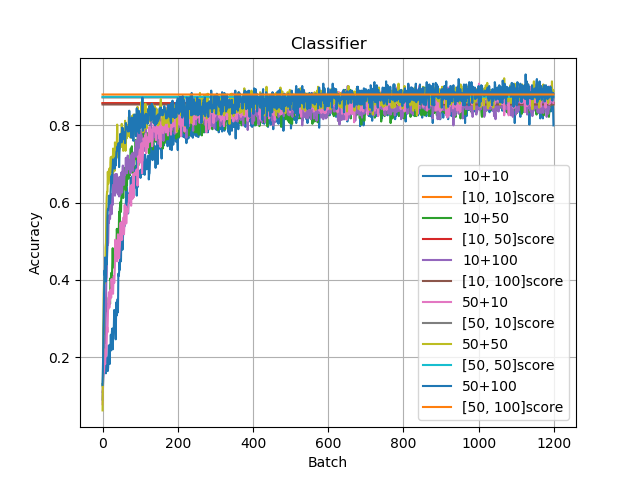 Classifier
Accuracy
0.8
0.6
0.4
0.2
10+10
[10, 10]score
10+50
[10, 50]score
10+100
[10, 100]score
50+10
[50, 10]score
50+50
[50, 50]score
50+100
[50, 100]score
0 200 400 600 800 1000 1200
Batch